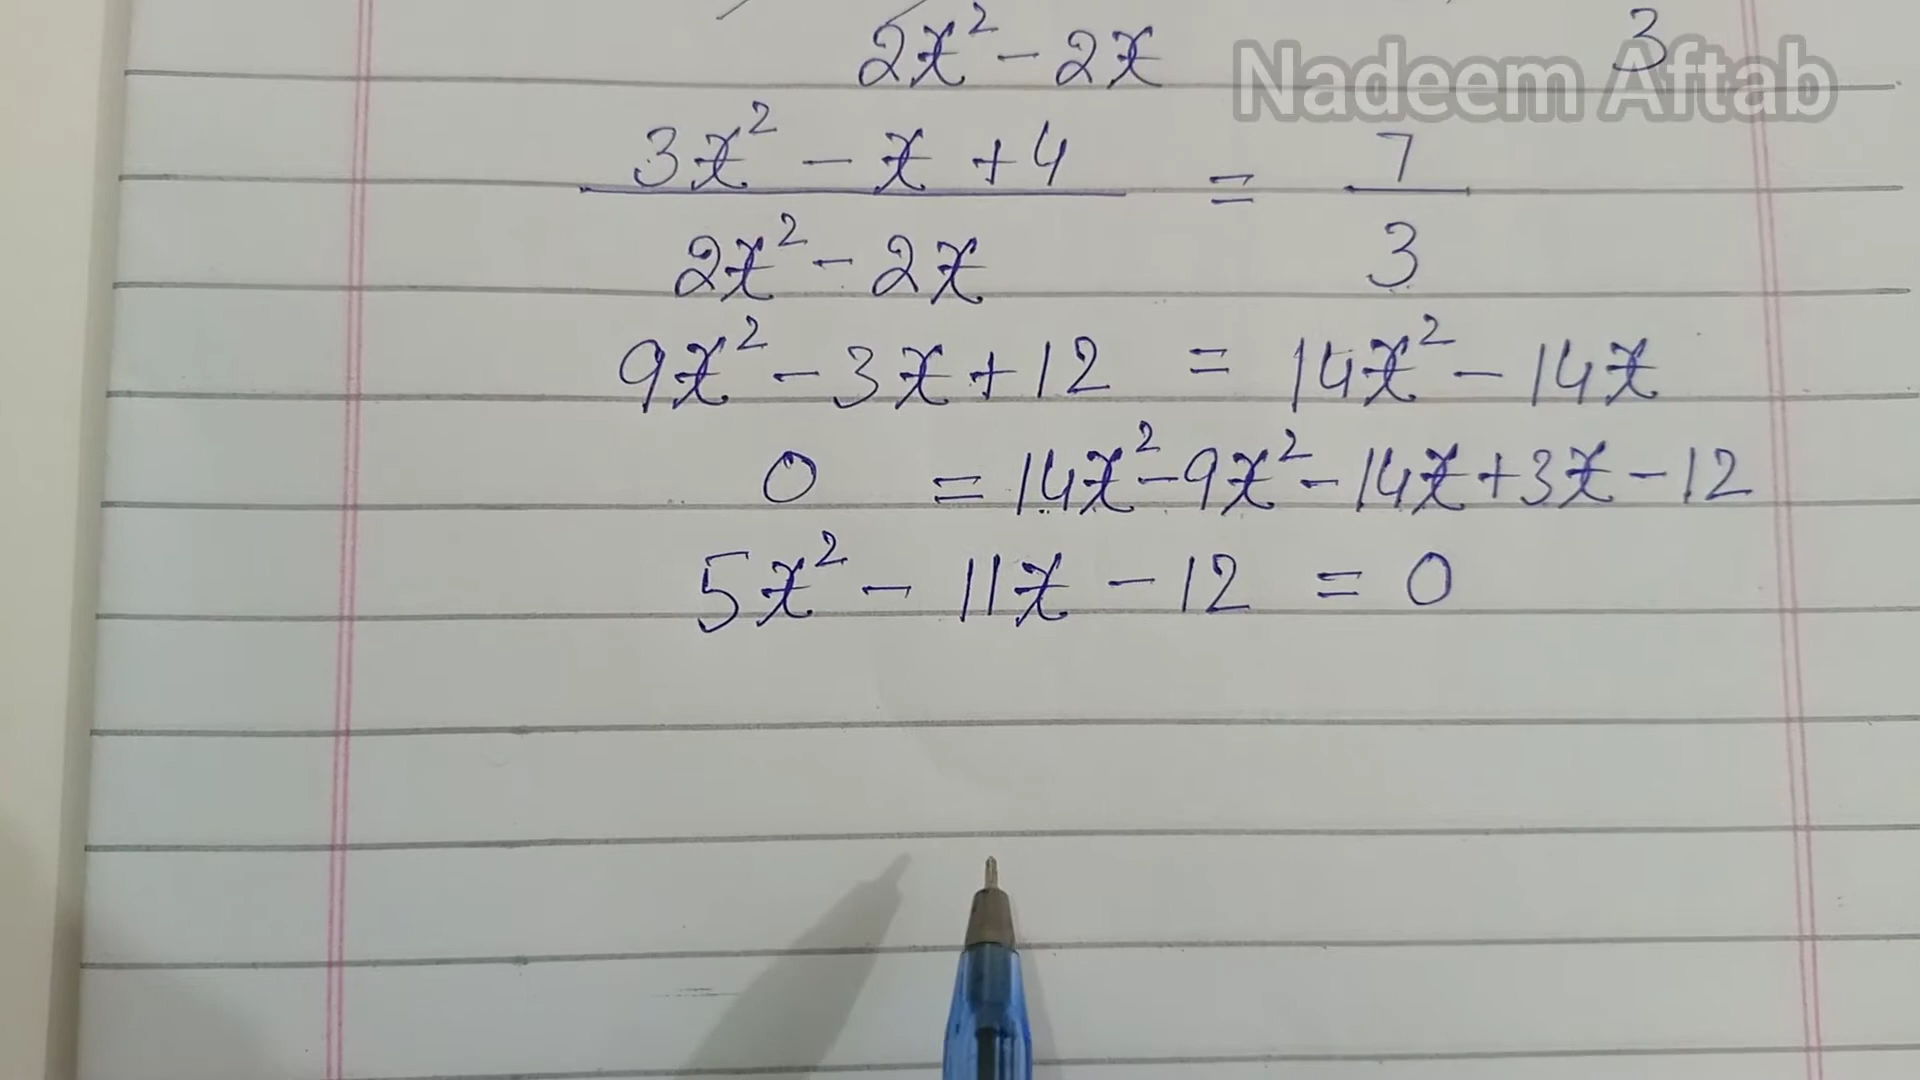 2x² - 2x 3
Nadeem Aftab
3x² - x + 4 = 7
2x² - 2x 3
9x² - 3x + 12 = 14x² - 14x
0 = 14x² - 9x² - 14x + 3x - 12
5x² - 11x - 12 = 0